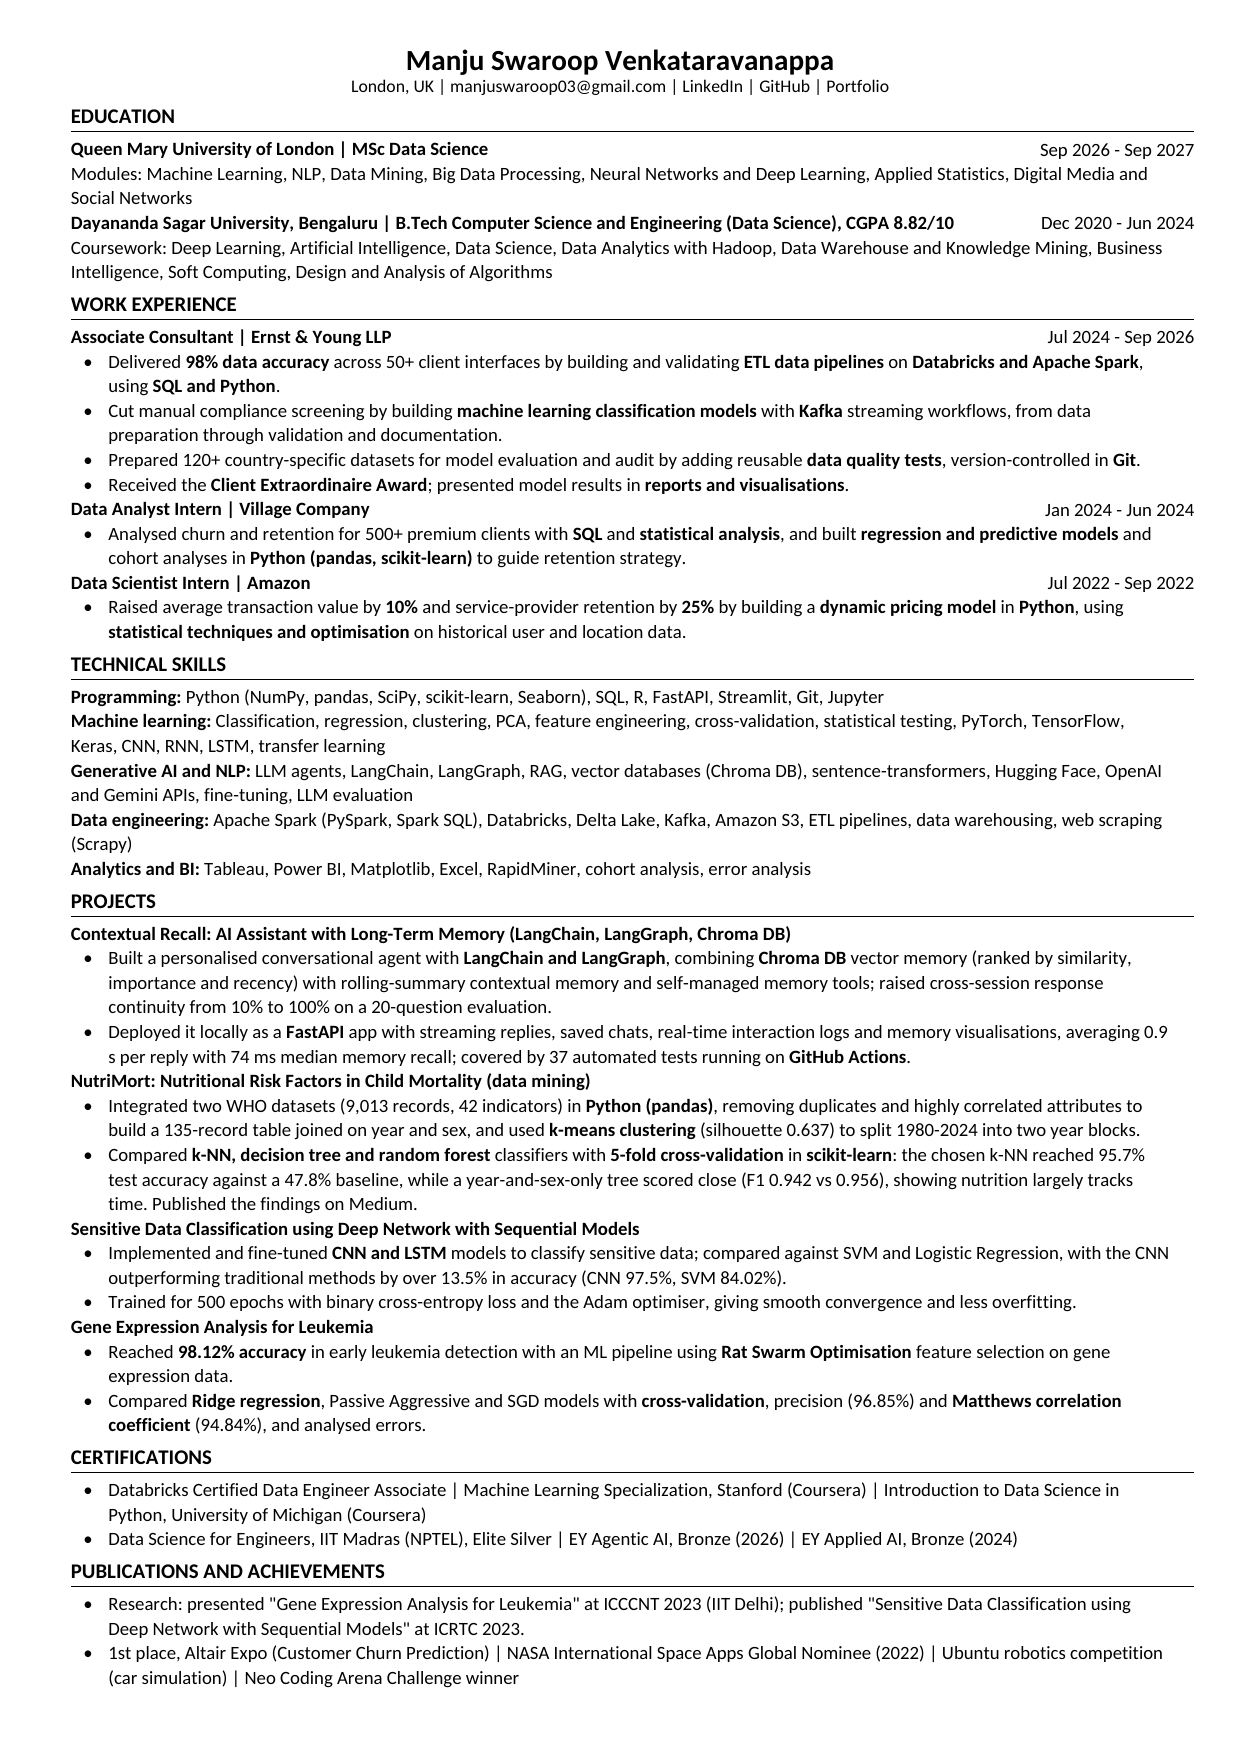 Manju Swaroop Venkataravanappa
London, UK | manjuswaroop03@gmail.com | LinkedIn | GitHub | Portfolio
EDUCATION
Queen Mary University of London | MSc Data Science Sep 2026 - Sep 2027
Modules: Machine Learning, NLP, Data Mining, Big Data Processing, Neural Networks and Deep Learning, Applied Statistics, Digital Media and
Social Networks
Dayananda Sagar University, Bengaluru | B.Tech Computer Science and Engineering (Data Science), CGPA 8.82/10 Dec 2020 - Jun 2024
Coursework: Deep Learning, Artificial Intelligence, Data Science, Data Analytics with Hadoop, Data Warehouse and Knowledge Mining, Business
Intelligence, Soft Computing, Design and Analysis of Algorithms
WORK EXPERIENCE
Associate Consultant | Ernst & Young LLP Jul 2024 - Sep 2026
• Delivered 98% data accuracy across 50+ client interfaces by building and validating ETL data pipelines on Databricks and Apache Spark,
using SQL and Python.
• Cut manual compliance screening by building machine learning classification models with Kafka streaming workflows, from data
preparation through validation and documentation.
• Prepared 120+ country-specific datasets for model evaluation and audit by adding reusable data quality tests, version-controlled in Git.
• Received the Client Extraordinaire Award; presented model results in reports and visualisations.
Data Analyst Intern | Village Company Jan 2024 - Jun 2024
• Analysed churn and retention for 500+ premium clients with SQL and statistical analysis, and built regression and predictive models and
cohort analyses in Python (pandas, scikit-learn) to guide retention strategy.
Data Scientist Intern | Amazon Jul 2022 - Sep 2022
• Raised average transaction value by 10% and service-provider retention by 25% by building a dynamic pricing model in Python, using
statistical techniques and optimisation on historical user and location data.
TECHNICAL SKILLS
Programming: Python (NumPy, pandas, SciPy, scikit-learn, Seaborn), SQL, R, FastAPI, Streamlit, Git, Jupyter
Machine learning: Classification, regression, clustering, PCA, feature engineering, cross-validation, statistical testing, PyTorch, TensorFlow,
Keras, CNN, RNN, LSTM, transfer learning
Generative AI and NLP: LLM agents, LangChain, LangGraph, RAG, vector databases (Chroma DB), sentence-transformers, Hugging Face, OpenAI
and Gemini APIs, fine-tuning, LLM evaluation
Data engineering: Apache Spark (PySpark, Spark SQL), Databricks, Delta Lake, Kafka, Amazon S3, ETL pipelines, data warehousing, web scraping
(Scrapy)
Analytics and BI: Tableau, Power BI, Matplotlib, Excel, RapidMiner, cohort analysis, error analysis
PROJECTS
Contextual Recall: AI Assistant with Long-Term Memory (LangChain, LangGraph, Chroma DB)
• Built a personalised conversational agent with LangChain and LangGraph, combining Chroma DB vector memory (ranked by similarity,
importance and recency) with rolling-summary contextual memory and self-managed memory tools; raised cross-session response
continuity from 10% to 100% on a 20-question evaluation.
• Deployed it locally as a FastAPI app with streaming replies, saved chats, real-time interaction logs and memory visualisations, averaging 0.9
s per reply with 74 ms median memory recall; covered by 37 automated tests running on GitHub Actions.
NutriMort: Nutritional Risk Factors in Child Mortality (data mining)
• Integrated two WHO datasets (9,013 records, 42 indicators) in Python (pandas), removing duplicates and highly correlated attributes to
build a 135-record table joined on year and sex, and used k-means clustering (silhouette 0.637) to split 1980-2024 into two year blocks.
• Compared k-NN, decision tree and random forest classifiers with 5-fold cross-validation in scikit-learn: the chosen k-NN reached 95.7%
test accuracy against a 47.8% baseline, while a year-and-sex-only tree scored close (F1 0.942 vs 0.956), showing nutrition largely tracks
time. Published the findings on Medium.
Sensitive Data Classification using Deep Network with Sequential Models
• Implemented and fine-tuned CNN and LSTM models to classify sensitive data; compared against SVM and Logistic Regression, with the CNN
outperforming traditional methods by over 13.5% in accuracy (CNN 97.5%, SVM 84.02%).
• Trained for 500 epochs with binary cross-entropy loss and the Adam optimiser, giving smooth convergence and less overfitting.
Gene Expression Analysis for Leukemia
• Reached 98.12% accuracy in early leukemia detection with an ML pipeline using Rat Swarm Optimisation feature selection on gene
expression data.
• Compared Ridge regression, Passive Aggressive and SGD models with cross-validation, precision (96.85%) and Matthews correlation
coefficient (94.84%), and analysed errors.
CERTIFICATIONS
• Databricks Certified Data Engineer Associate | Machine Learning Specialization, Stanford (Coursera) | Introduction to Data Science in
Python, University of Michigan (Coursera)
• Data Science for Engineers, IIT Madras (NPTEL), Elite Silver | EY Agentic AI, Bronze (2026) | EY Applied AI, Bronze (2024)
PUBLICATIONS AND ACHIEVEMENTS
• Research: presented "Gene Expression Analysis for Leukemia" at ICCCNT 2023 (IIT Delhi); published "Sensitive Data Classification using
Deep Network with Sequential Models" at ICRTC 2023.
• 1st place, Altair Expo (Customer Churn Prediction) | NASA International Space Apps Global Nominee (2022) | Ubuntu robotics competition
(car simulation) | Neo Coding Arena Challenge winner